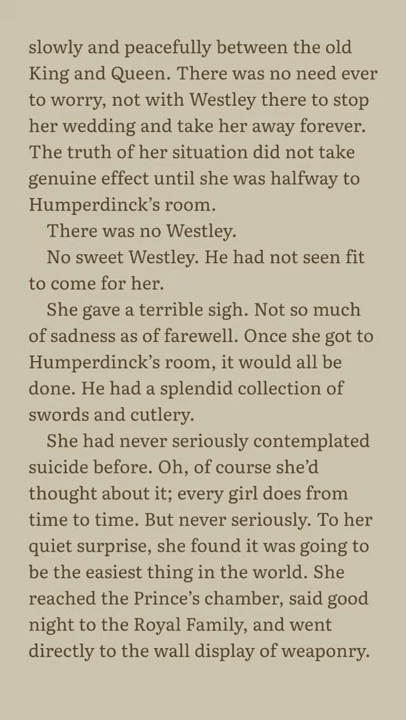 slowly and peacefully between the old
King and Queen. There was no need ever
to worry, not with Westley there to stop
her wedding and take her away forever.
The truth of her situation did not take
genuine effect until she was halfway to
Humperdinck’s room.
There was no Westley.
No sweet Westley. He had not seen fit
to come for her.
She gave a terrible sigh. Not so much
of sadness as of farewell. Once she got to
Humperdinck’s room, it would all be
done. He had a splendid collection of
swords and cutlery.
She had never seriously contemplated
suicide before. Oh, of course she’d
thought about it; every girl does from
time to time. But never seriously. To her
quiet surprise, she found it was going to
be the easiest thing in the world. She
reached the Prince’s chamber, said good
night to the Royal Family, and went
directly to the wall display of weaponry.